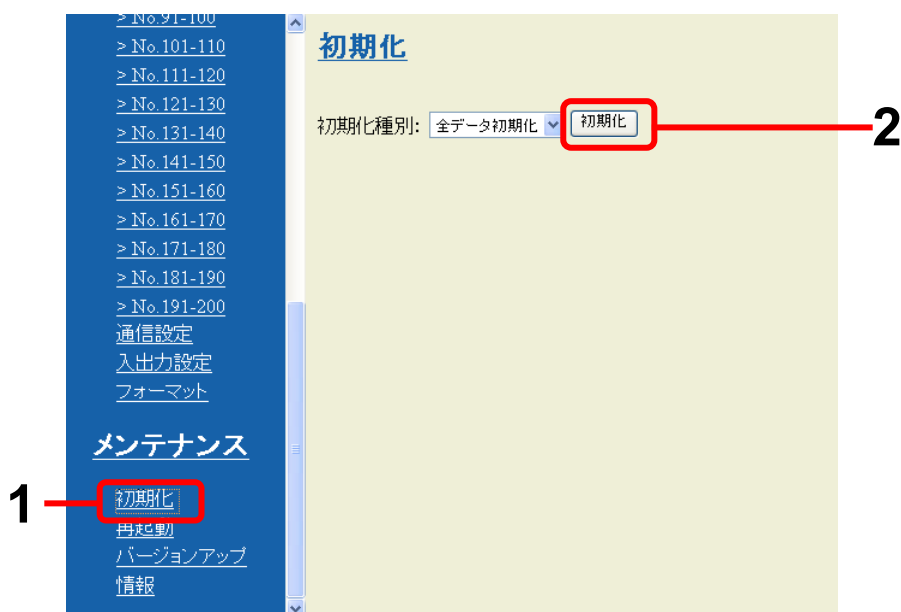 > No.91-100
> No.101-110
> No.111-120
> No.121-130
> No.131-140
> No.141-150
> No.151-160
> No.161-170
> No.171-180
> No.181-190
> No.191-200
通信設定
入出力設定
フォーマット
メンテナンス
1
初期化
再起動
バージョンアップ
情報
初期化
初期化種別: 全データ初期化 初期化
2